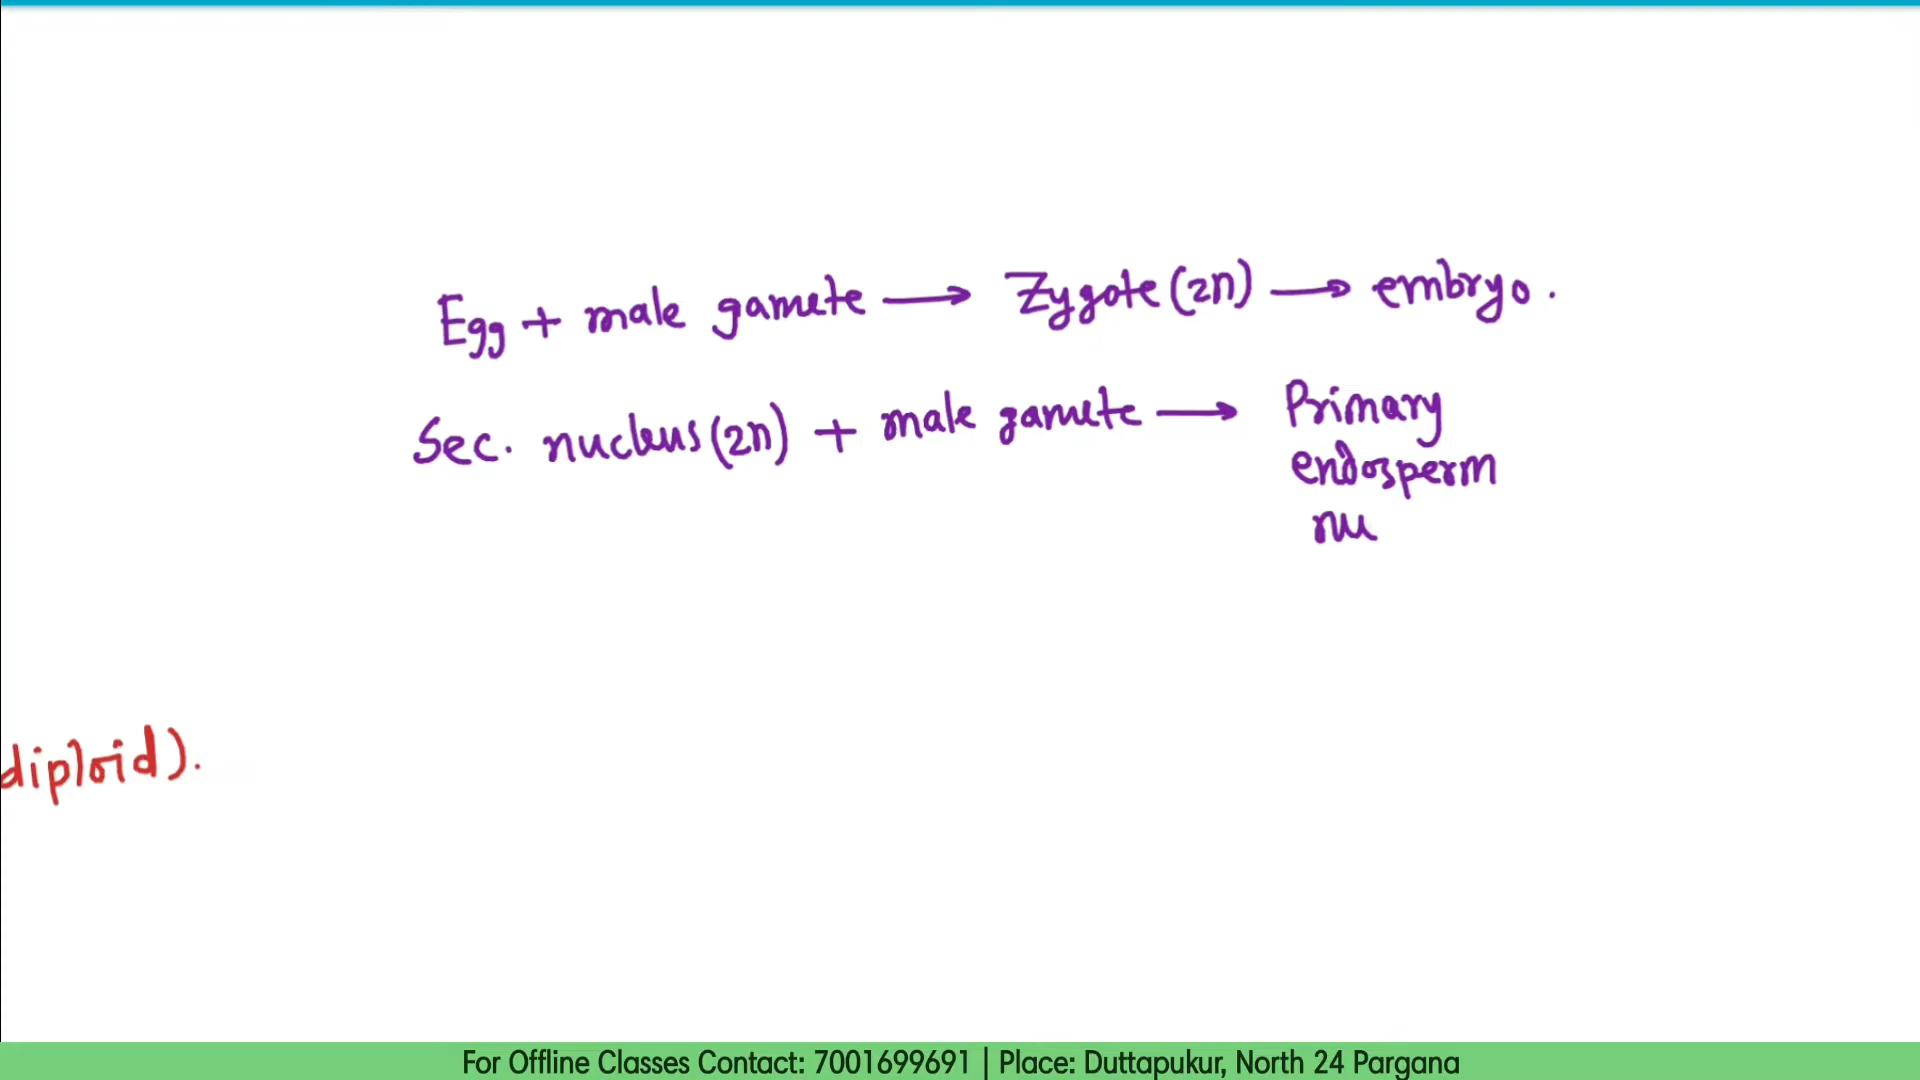 Egg + male gamete → Zygote (2n) → embryo.
Sec. nucleus (2n) + male gamete → Primary
endosperm
nu
diploid).
For Offline Classes Contact: 7001699691 | Place: Duttapukur, North 24 Pargana